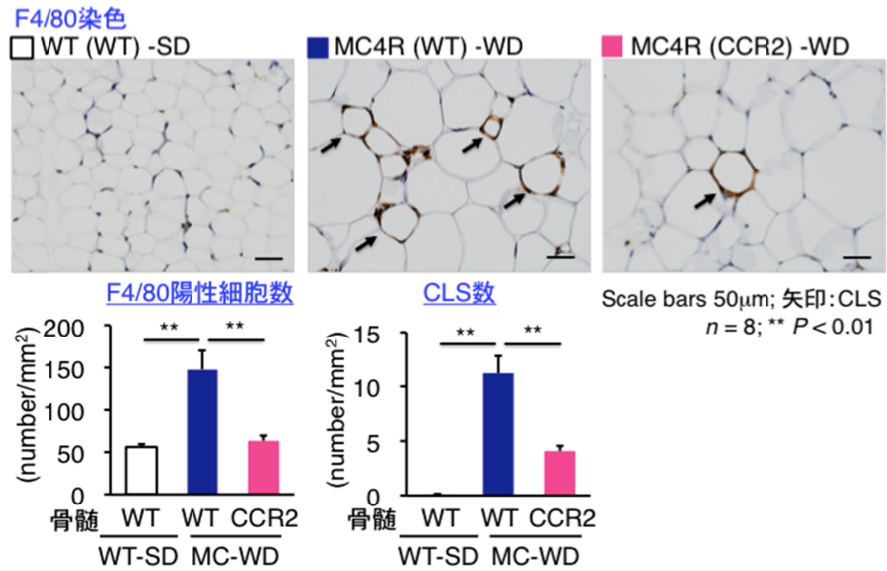 F4/80染色
WT (WT) -SD
MC4R (WT) -WD
MC4R (CCR2) -WD
F4/80陽性細胞数
CLS数
Scale bars 50μm; 矢印:CLS
n = 8; ** P < 0.01
(number/mm²)
200
150
100
50
0
** **
骨髄 WT WT CCR2
WT-SD MC-WD
(number/mm²)
15
10
5
0
** **
骨髄 WT WT CCR2
WT-SD MC-WD